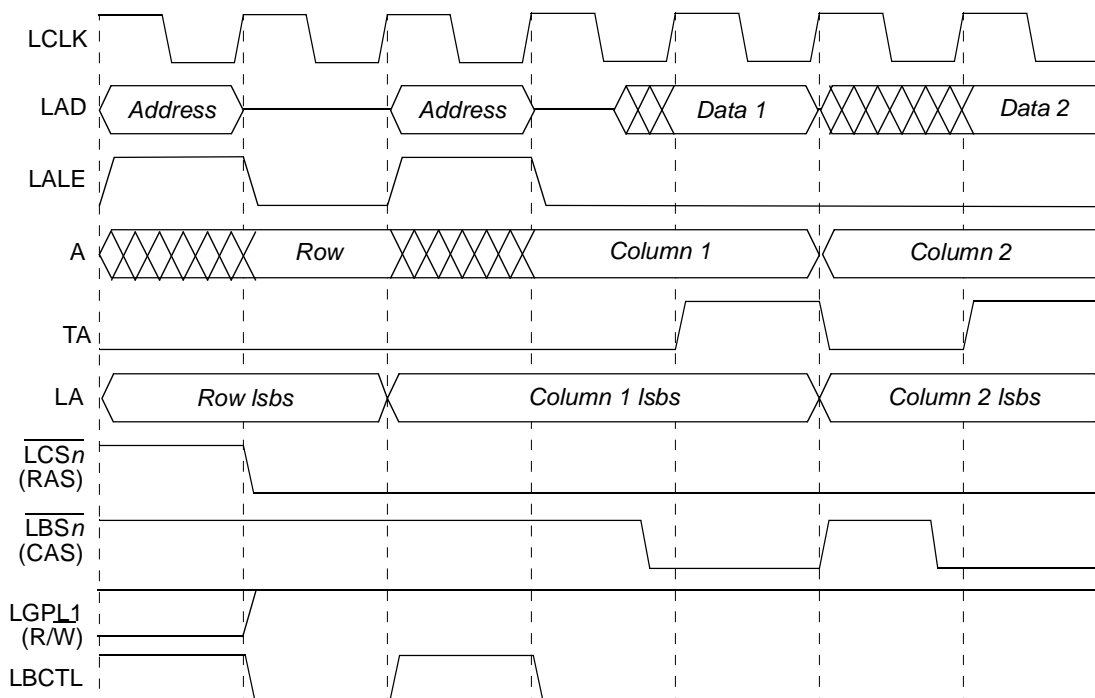 LCLK
LAD Address Address Data 1 Data 2
LALE
A Row Column 1 Column 2
TA
LA Row lsbs Column 1 lsbs Column 2 lsbs
LCSn
(RAS)
LBSn
(CAS)
LGPL1
(R/W)
LBCTL